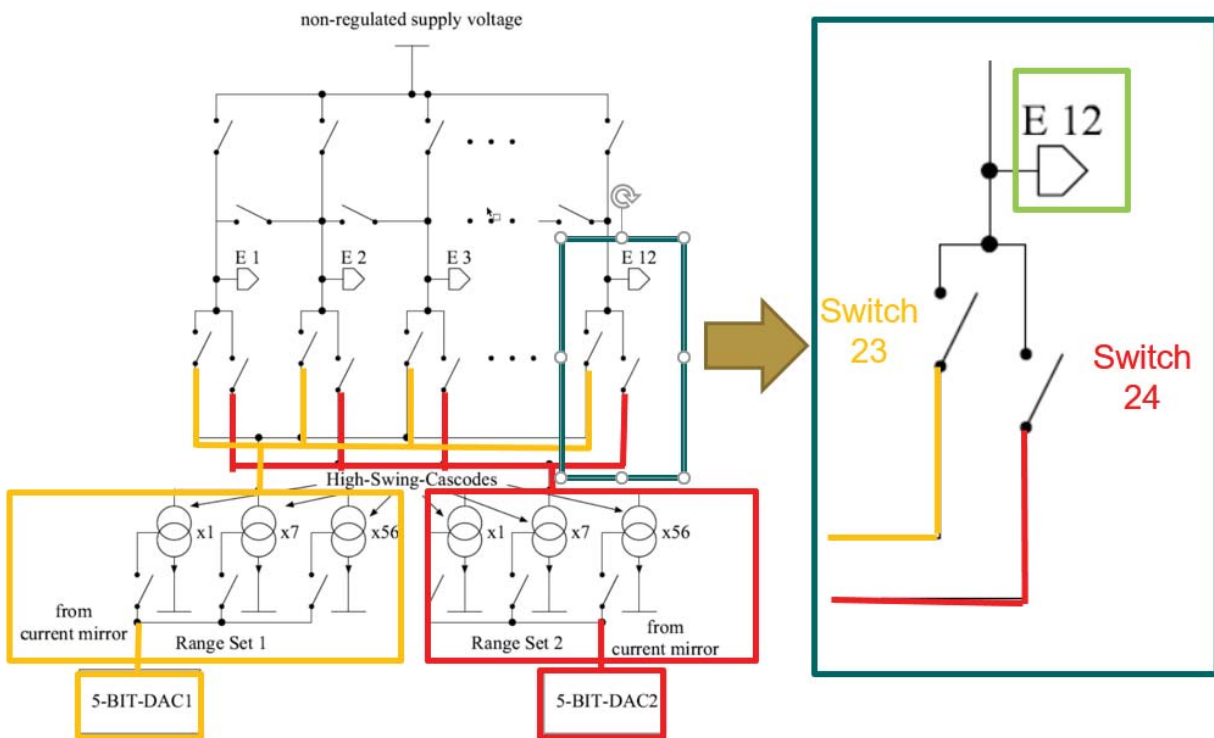 non-regulated supply voltage
E 1
E 2
E 3
E 12
E 12
Switch
23
Switch
24
High-Swing-Cascodes
x1
x7
x56
x1
x7
x56
from
current mirror
Range Set 1
Range Set 2
from
current mirror
5-BIT-DAC1
5-BIT-DAC2